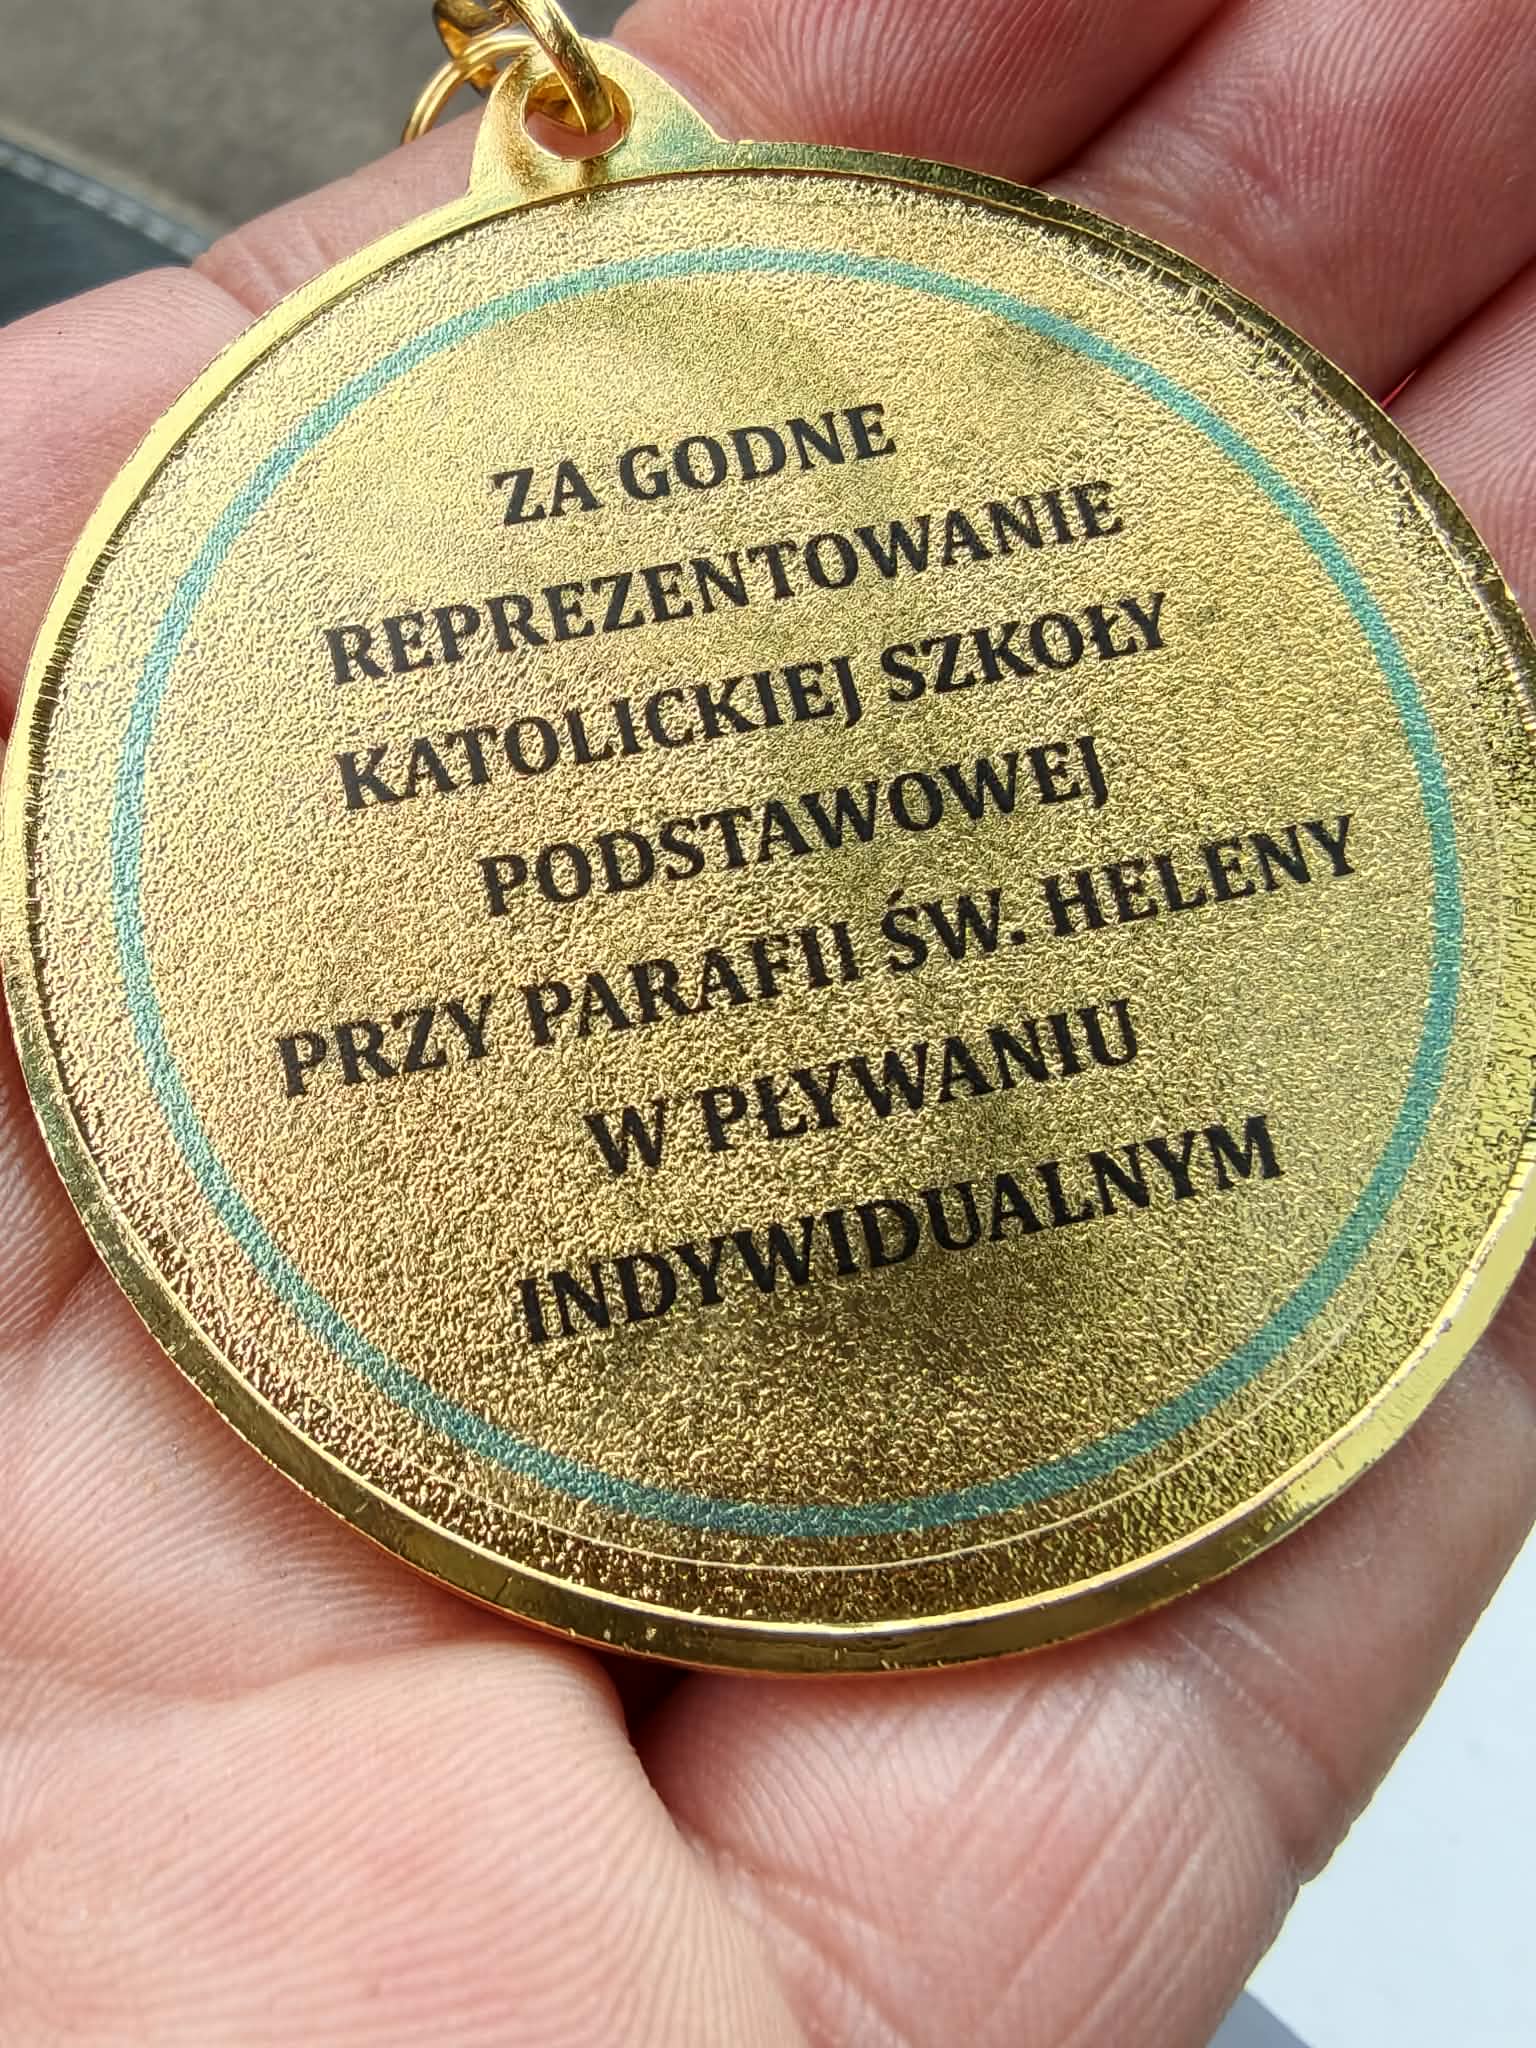 ZA GODNE
REPREZENTOWANIE
KATOLICKIEJ SZKOŁY
PODSTAWOWEJ
PRZY PARAFII ŚW. HELENY
W PŁYWANIU
INDYWIDUALNYM